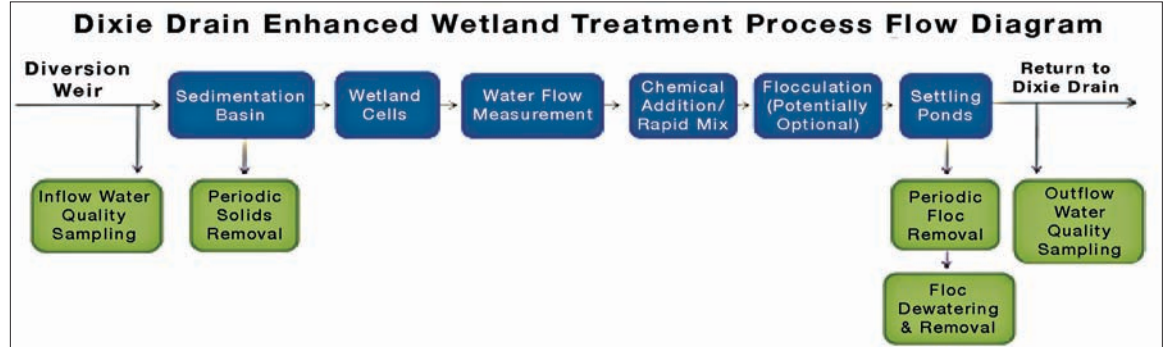 Dixie Drain Enhanced Wetland Treatment Process Flow Diagram
Diversion
Weir
Sedimentation
Basin
Wetland
Cells
Water Flow
Measurement
Chemical
Addition/
Rapid Mix
Flocculation
(Potentially
Optional)
Settling
Ponds
Return to
Dixie Drain
Inflow Water
Quality
Sampling
Periodic
Solids
Removal
Periodic
Floc
Removal
Outflow
Water
Quality
Sampling
Floc
Dewatering
& Removal